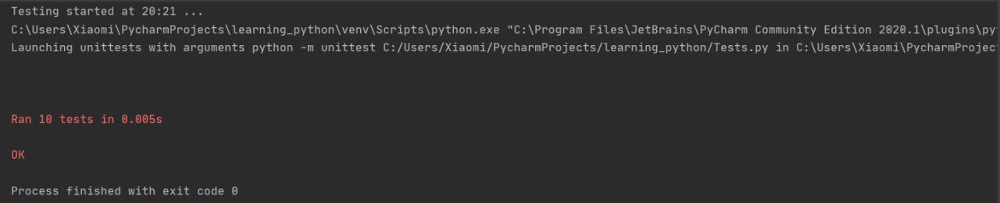 Testing started at 20:21 ...
C:\Users\Xiaomi\PycharmProjects\learning_python\venv\Scripts\python.exe "C:\Program Files\JetBrains\PyCharm Community Edition 2020.1\plugins\py
Launching unittests with arguments python -m unittest C:/Users/Xiaomi/PycharmProjects/learning_python/Tests.py in C:\Users\Xiaomi\PycharmProjec
Ran 10 tests in 0.005s
OK
Process finished with exit code 0